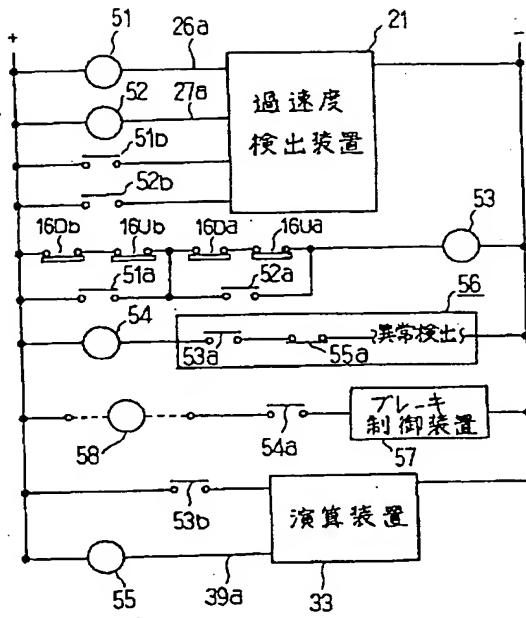 51
26a
21
+
-
52
27a
過速度
検出装置
51b
52b
16Db
16Ub
16Da
16Ua
53
51a
52a
54
56
53a
55a
異常検出
58
54a
ブレーキ
制御装置
57
53b
演算装置
55
39a
33